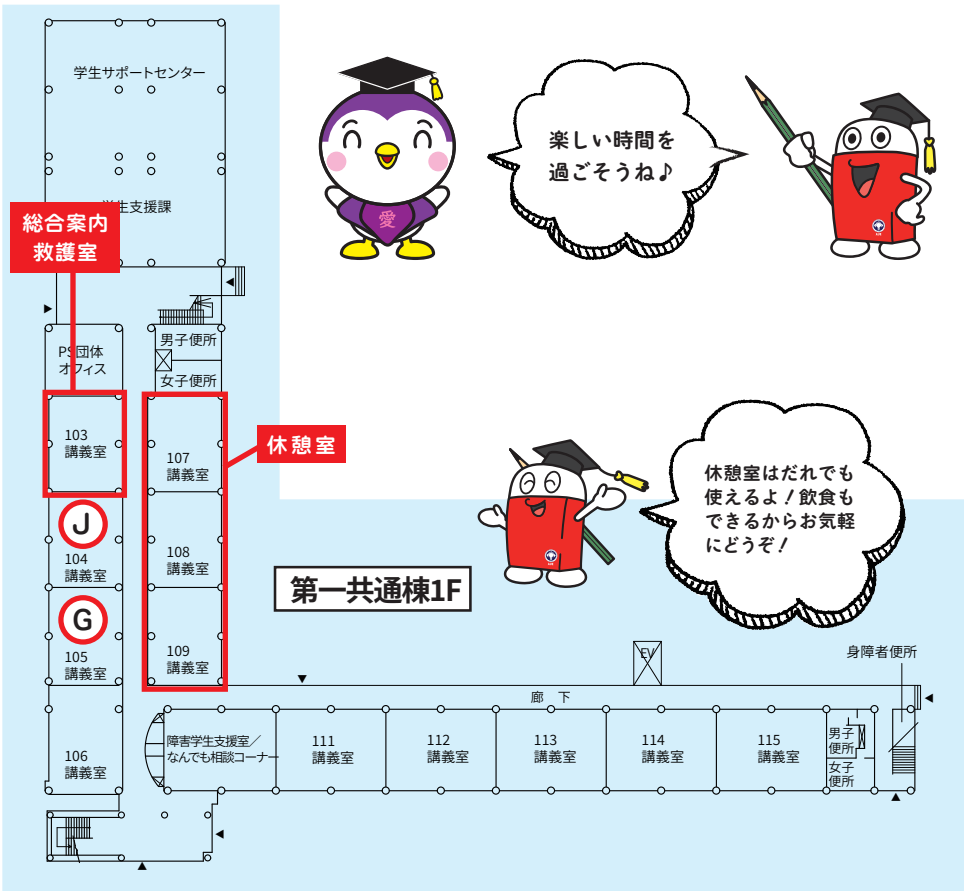 学生サポートセンター
学生支援課
総合案内
救護室
楽しい時間を
過ごそうね♪
愛
PS団体
オフィス
男子便所
女子便所
103
講義室
107
講義室
休憩室
J
104
講義室
108
講義室
G
105
講義室
109
講義室
106
講義室
第一共通棟1F
休憩室はだれでも
使えるよ!飲食も
できるからお気軽
にどうぞ!
EV
身障者便所
廊 下
障害学生支援室／
なんでも相談コーナー
111
講義室
112
講義室
113
講義室
114
講義室
115
講義室
男子
便所
女子
便所